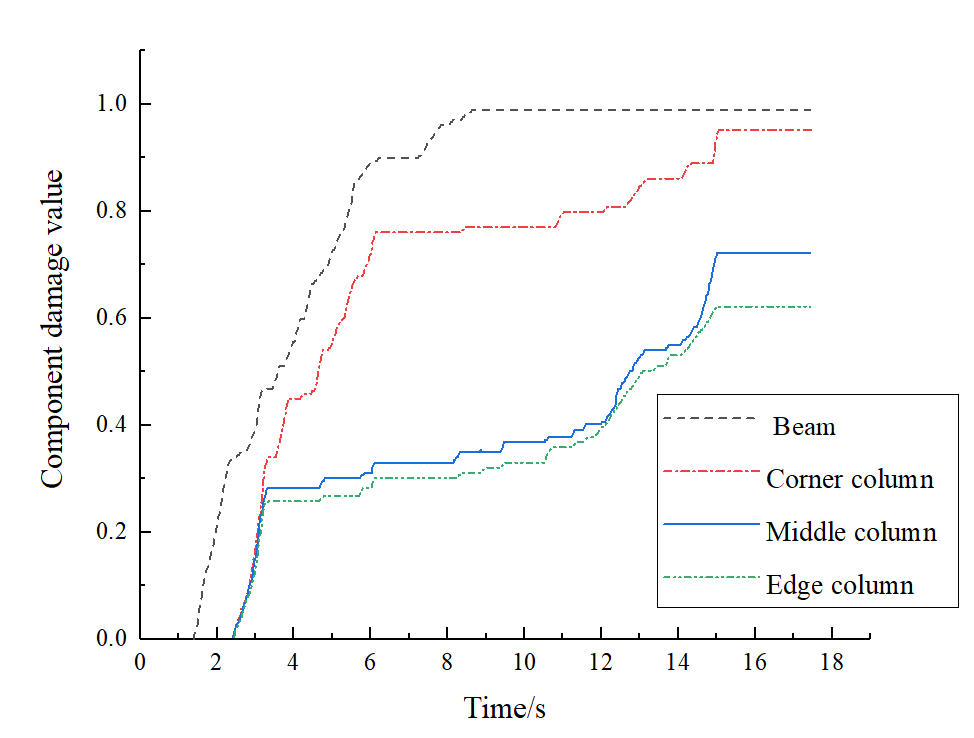 Component damage value
1.0
0.8
0.6
0.4
0.2
0.0
0 2 4 6 8 10 12 14 16 18
Time/s
Beam
Corner column
Middle column
Edge column